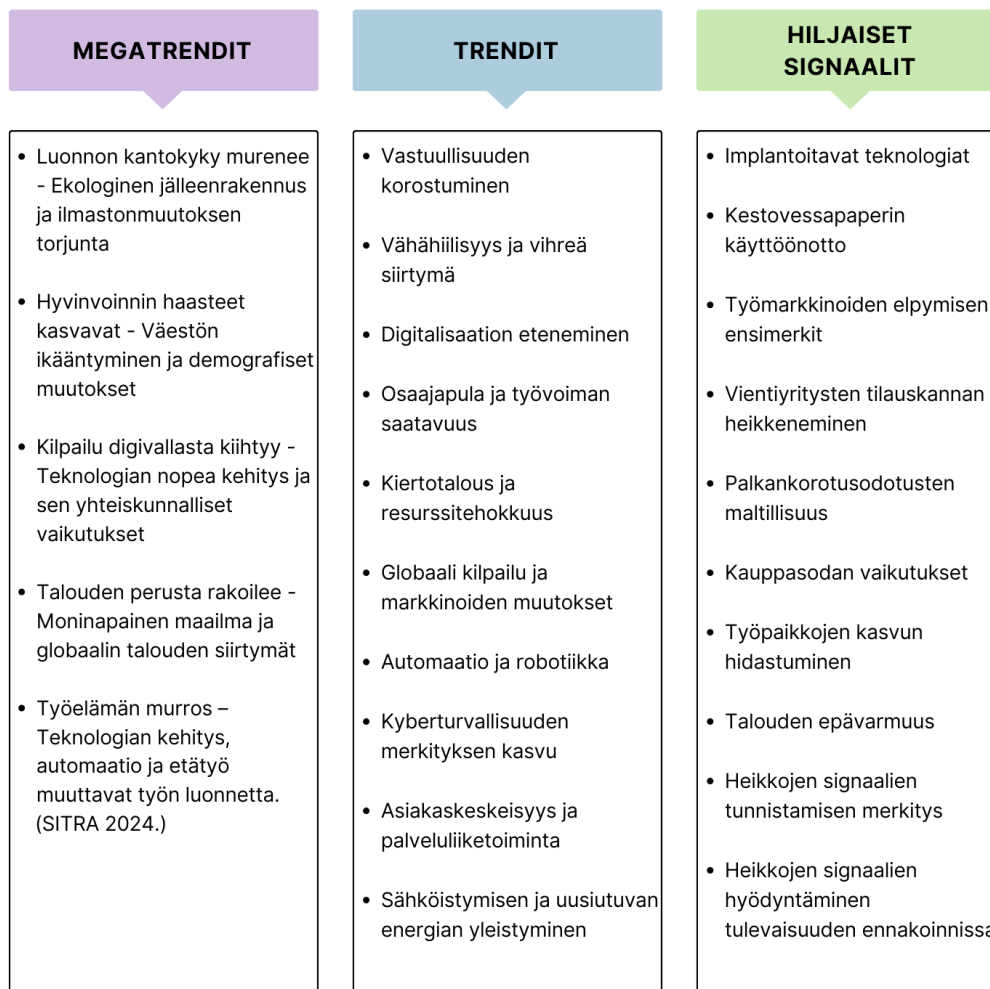 MEGATRENDIT
• Luonnon kantokyky murenee
- Ekologinen jälleenrakennus
ja ilmastonmuutoksen
torjunta
• Hyvinvoinnin haasteet
kasvavat - Väestön
ikääntyminen ja demografiset
muutokset
• Kilpailu digivallasta kiihtyy -
Teknologian nopea kehitys ja
sen yhteiskunnalliset
vaikutukset
• Talouden perusta rakoilee -
Moninapainen maailma ja
globaalin talouden siirtymät
• Työelämän murros –
Teknologian kehitys,
automaatio ja etätyö
muuttavat työn luonnetta.
(SITRA 2024.)
TRENDIT
• Vastuullisuuden
korostuminen
• Vähähiilisyys ja vihreä
siirtymä
• Digitalisaation eteneminen
• Osaajapula ja työvoiman
saatavuus
• Kiertotalous ja
resurssitehokkuus
• Globaali kilpailu ja
markkinoiden muutokset
• Automaatio ja robotiikka
• Kyberturvallisuuden
merkityksen kasvu
• Asiakaskeskeisyys ja
palveluliiketoiminta
• Sähköistymisen ja uusiutuvan
energian yleistyminen
HILJAISET
SIGNAALIT
• Implantoitavat teknologiat
• Kestovessapaperin
käyttöönotto
• Työmarkkinoiden elpymisen
ensimerkit
• Vientiyritysten tilauskannan
heikkeneminen
• Palkankorotusodotusten
maltillisuus
• Kauppasodan vaikutukset
• Työpaikkojen kasvun
hidastuminen
• Talouden epävarmuus
• Heikkojen signaalien
tunnistamisen merkitys
• Heikkojen signaalien
hyödyntäminen
tulevaisuuden ennakoinnissa